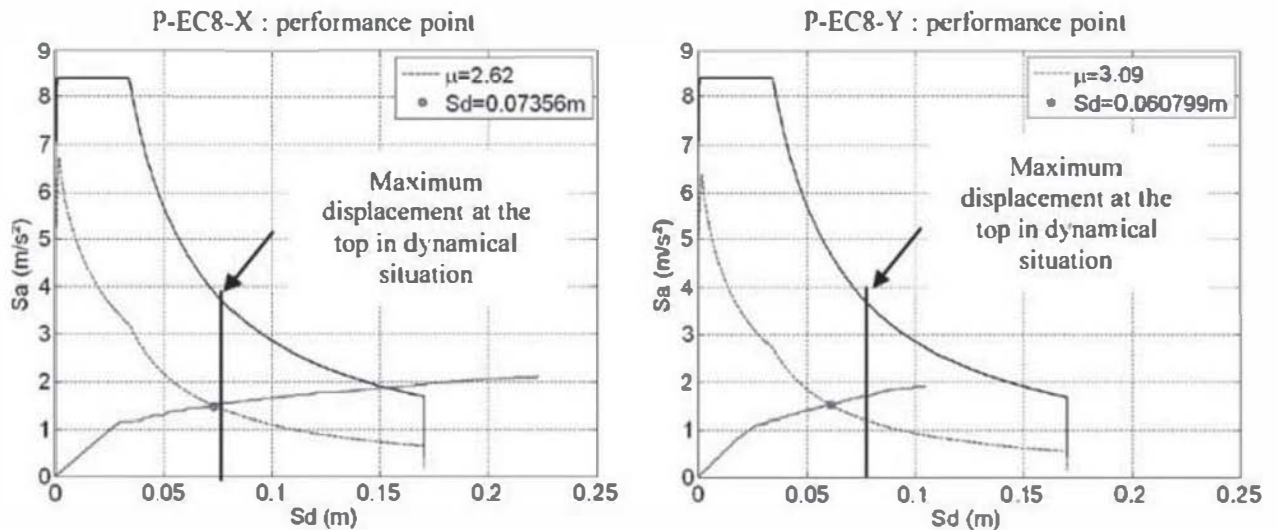 P-EC8-X : performance point
9
8
7
6
5
4
3
2
1
0
Sa (m/s²)
μ=2.62
Sd=0.07356m
Maximum
displacement at the
top in dynamical
situation
0
0.05
0.1
0.15
0.2
0.25
Sd (m)
P-EC8-Y : performance point
9
8
7
6
5
4
3
2
1
0
Sa (m/s²)
μ=3.09
Sd=0.060799m
Maximum
displacement at the
top in dynamical
situation
0
0.05
0.1
0.15
0.2
0.25
Sd (m)